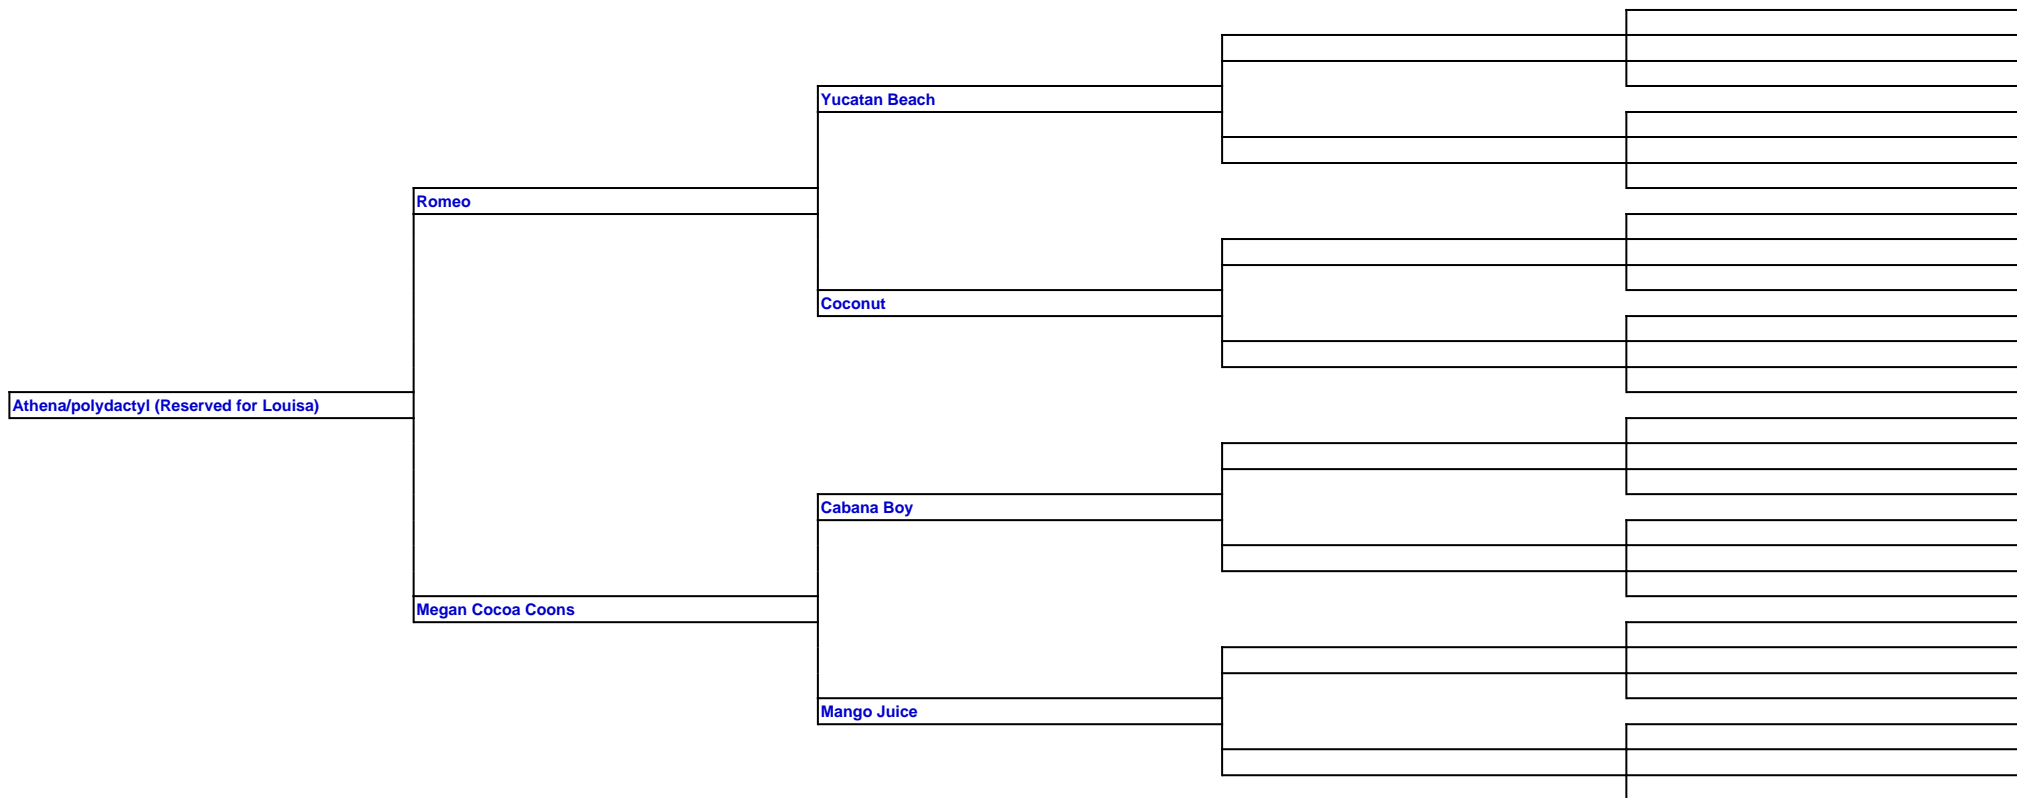 Yucatan Beach
Romeo
Coconut
Athena/polydactyl (Reserved for Louisa)
Cabana Boy
Megan Cocoa Coons
Mango Juice